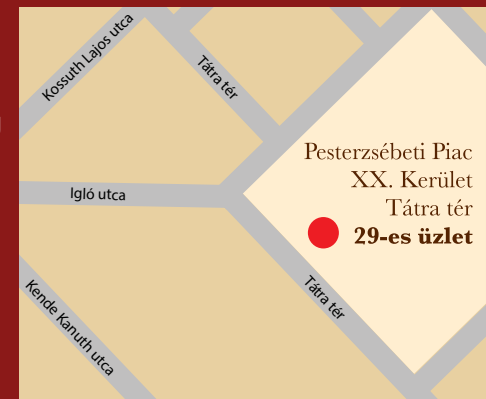 Kossuth Lajos utca
Tátra tér
Pesterzsébeti Piac
XX. Kerület
Tátra tér
29-es üzlet
Igló utca
Tátra tér
Kende Kanuth utca